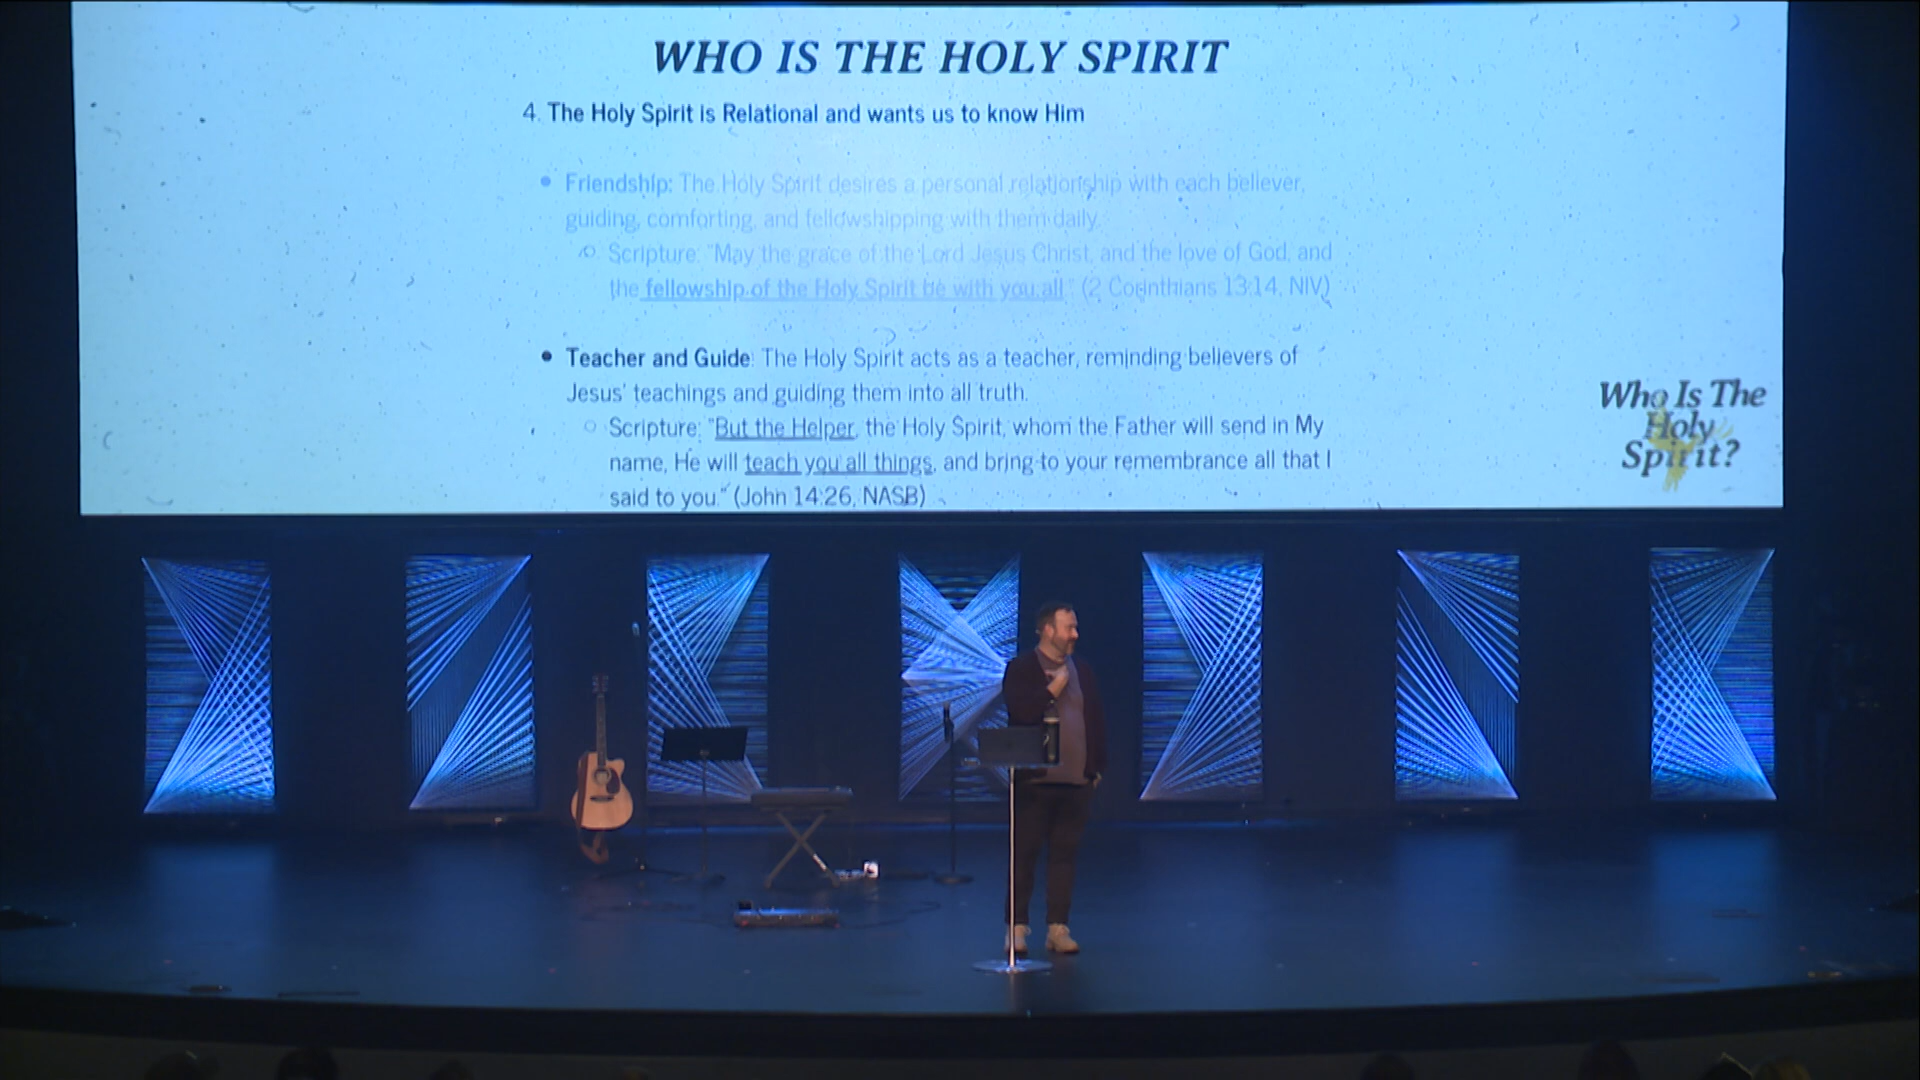 WHO IS THE HOLY SPIRIT
4. The Holy Spirit is Relational and wants us to know Him
• Friendship: The Holy Spirit desires a personal relationship with each believer,
guiding, comforting, and fellowshipping with them daily.
○ Scripture: "May the grace of the Lord Jesus Christ, and the love of God, and
the fellowship of the Holy Spirit be with you all." (2 Corinthians 13:14, NIV)
• Teacher and Guide: The Holy Spirit acts as a teacher, reminding believers of
Jesus' teachings and guiding them into all truth.
○ Scripture: "But the Helper, the Holy Spirit, whom the Father will send in My
name, He will teach you all things, and bring to your remembrance all that I
said to you." (John 14:26, NASB)
Who Is The
Holy
Spirit?